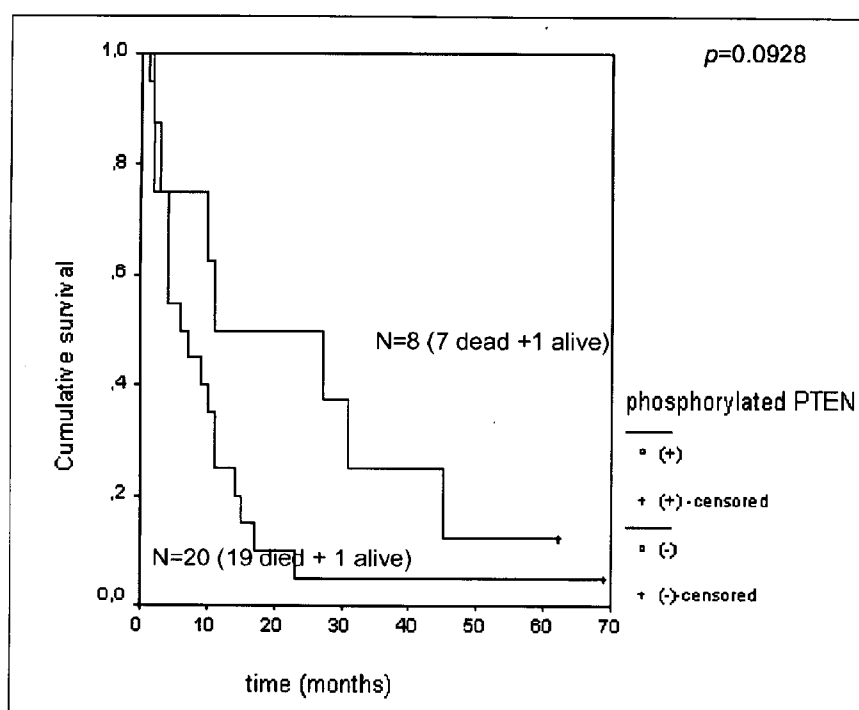 p=0.0928
1,0
,8
,6
,4
,2
0,0
Cumulative survival
N=8 (7 dead +1 alive)
N=20 (19 died + 1 alive)
0 10 20 30 40 50 60 70
time (months)
phosphorylated PTEN
(+)
(+)-censored
(-)
(-)-censored